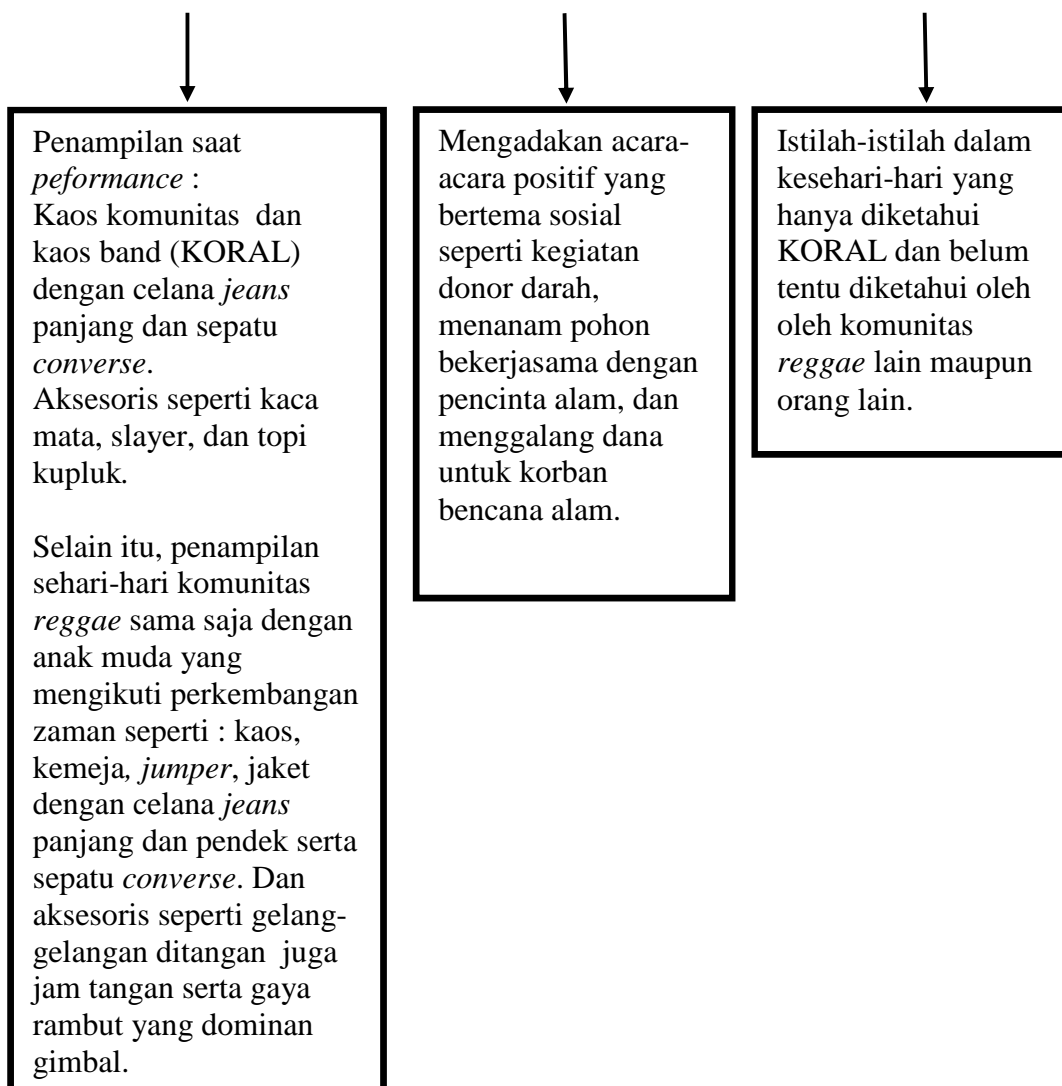 Penampilan saat
peformance :
Kaos komunitas  dan
kaos band (KORAL)
dengan celana jeans
panjang dan sepatu
converse.
Aksesoris seperti kaca
mata, slayer, dan topi
kupluk.
Selain itu, penampilan
sehari-hari komunitas
reggae sama saja dengan
anak muda yang
mengikuti perkembangan
zaman seperti : kaos,
kemeja, jumper, jaket
dengan celana jeans
panjang dan pendek serta
sepatu converse. Dan
aksesoris seperti gelang-
gelangan ditangan  juga
jam tangan serta gaya
rambut yang dominan
gimbal.
Mengadakan acara-
acara positif yang
bertema sosial
seperti kegiatan
donor darah,
menanam pohon
bekerjasama dengan
pencinta alam, dan
menggalang dana
untuk korban
bencana alam.
Istilah-istilah dalam
kesehari-hari yang
hanya diketahui
KORAL dan belum
tentu diketahui oleh
oleh komunitas
reggae lain maupun
orang lain.